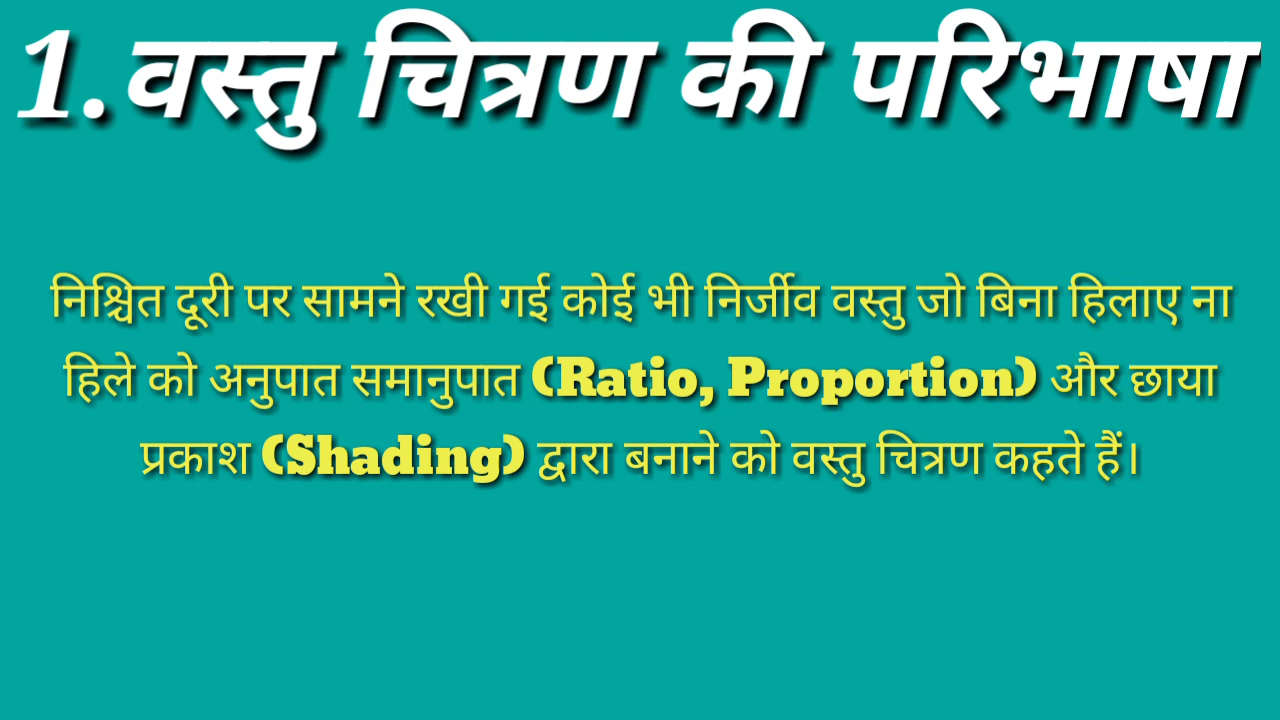 1.वस्तु चित्रण की परिभाषा
निश्चित दूरी पर सामने रखी गई कोई भी निर्जीव वस्तु जो बिना हिलाए ना
हिले को अनुपात समानुपात (Ratio, Proportion) और छाया
प्रकाश (Shading) द्वारा बनाने को वस्तु चित्रण कहते हैं।